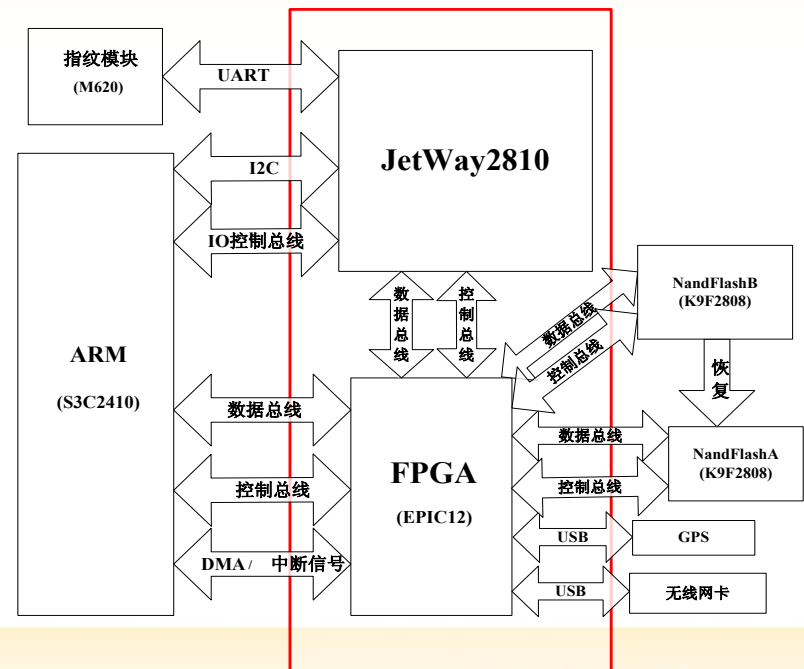 指纹模块
(M620)
UART
JetWay2810
I2C
IO控制总线
ARM
(S3C2410)
数据总线
控制总线
数据总线
控制总线
NandFlashB
(K9F2808)
恢复
NandFlashA
(K9F2808)
数据总线
控制总线
DMA/ 中断信号
FPGA
(EPIC12)
数据总线
控制总线
USB
GPS
USB
无线网卡